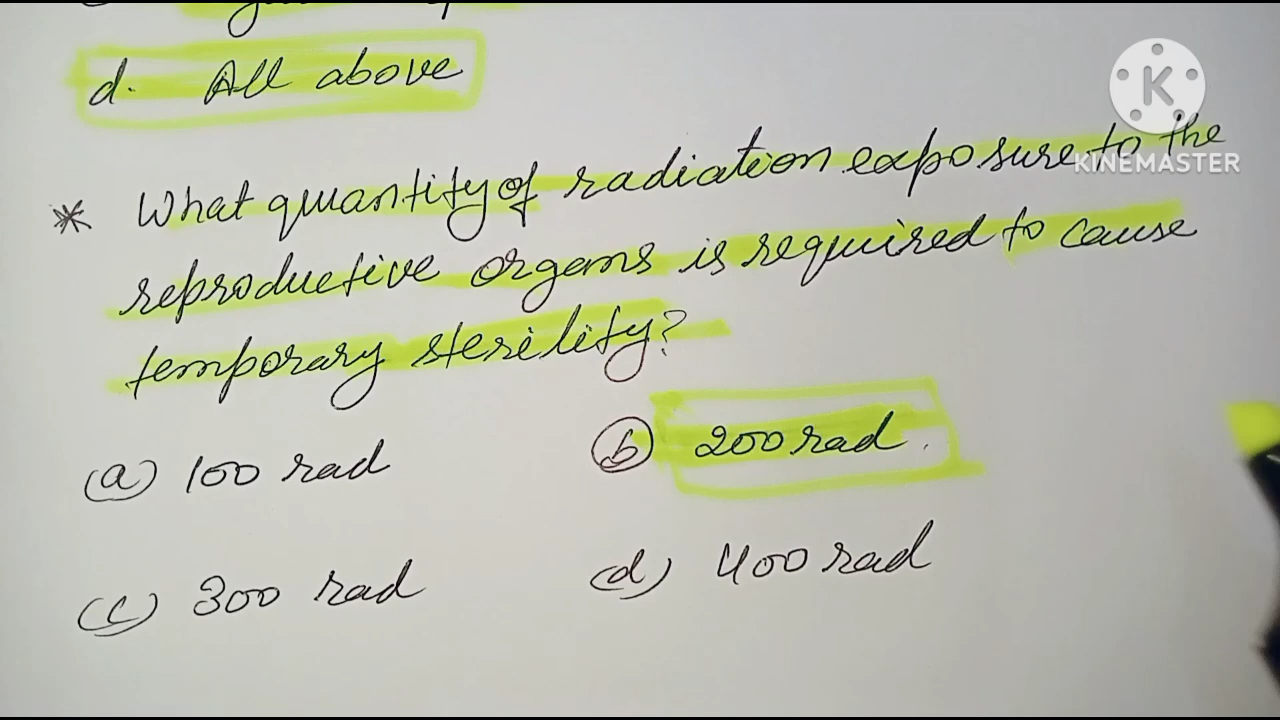 d. All above
K
KINEMASTER
* What quantity of radiation exposure to the
reproductive organs is required to cause
temporary sterility?
(a) 100 rad
(b) 200 rad.
(c) 300 rad
(d) 400 rad